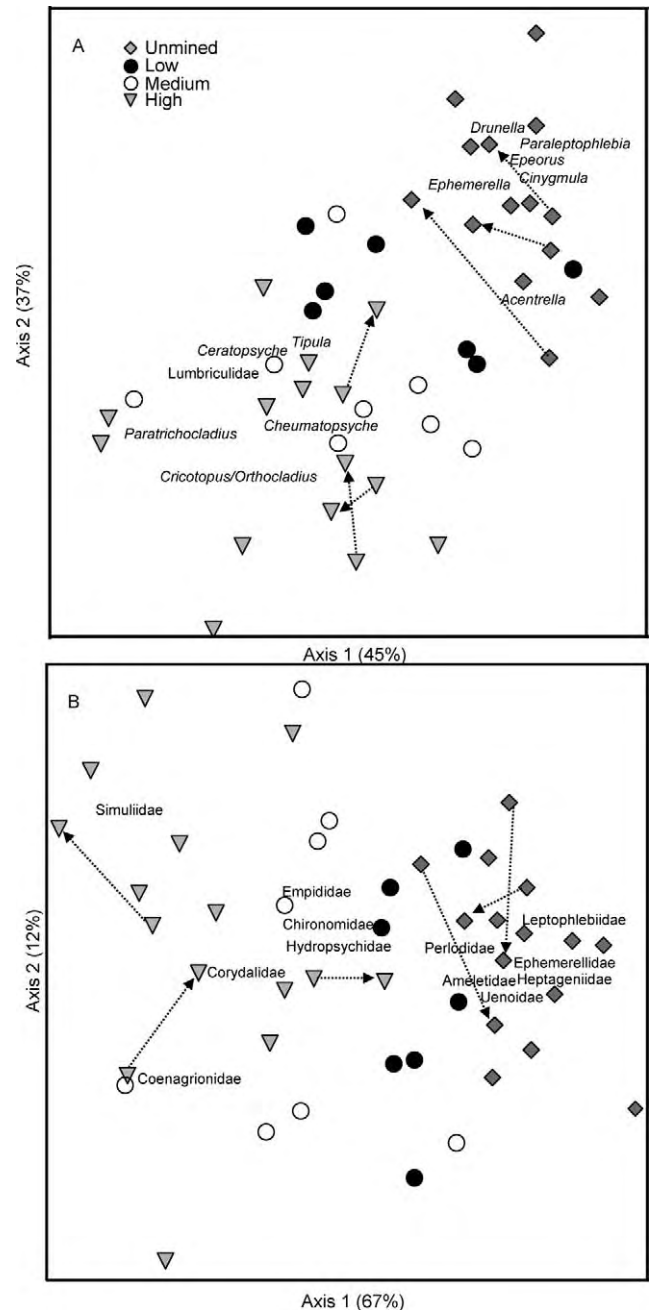 A
Unmined
Low
Medium
High
Drunella
Paraleptophlebia
Epeorus
Cinygmula
Ephemerella
Acentrella
Ceratopsyche
Tipula
Lumbriculidae
Cheumatopsyche
Paratrichocladius
Cricotopus/Orthocladius
Axis 2 (37%)
Axis 1 (45%)
B
Simuliidae
Empididae
Chironomidae
Hydropsychidae
Corydalidae
Coenagrionidae
Leptophlebiidae
Perlodidae
Ephemerellidae
Ameletidae Heptageniidae
Uenoidae
Axis 2 (12%)
Axis 1 (67%)